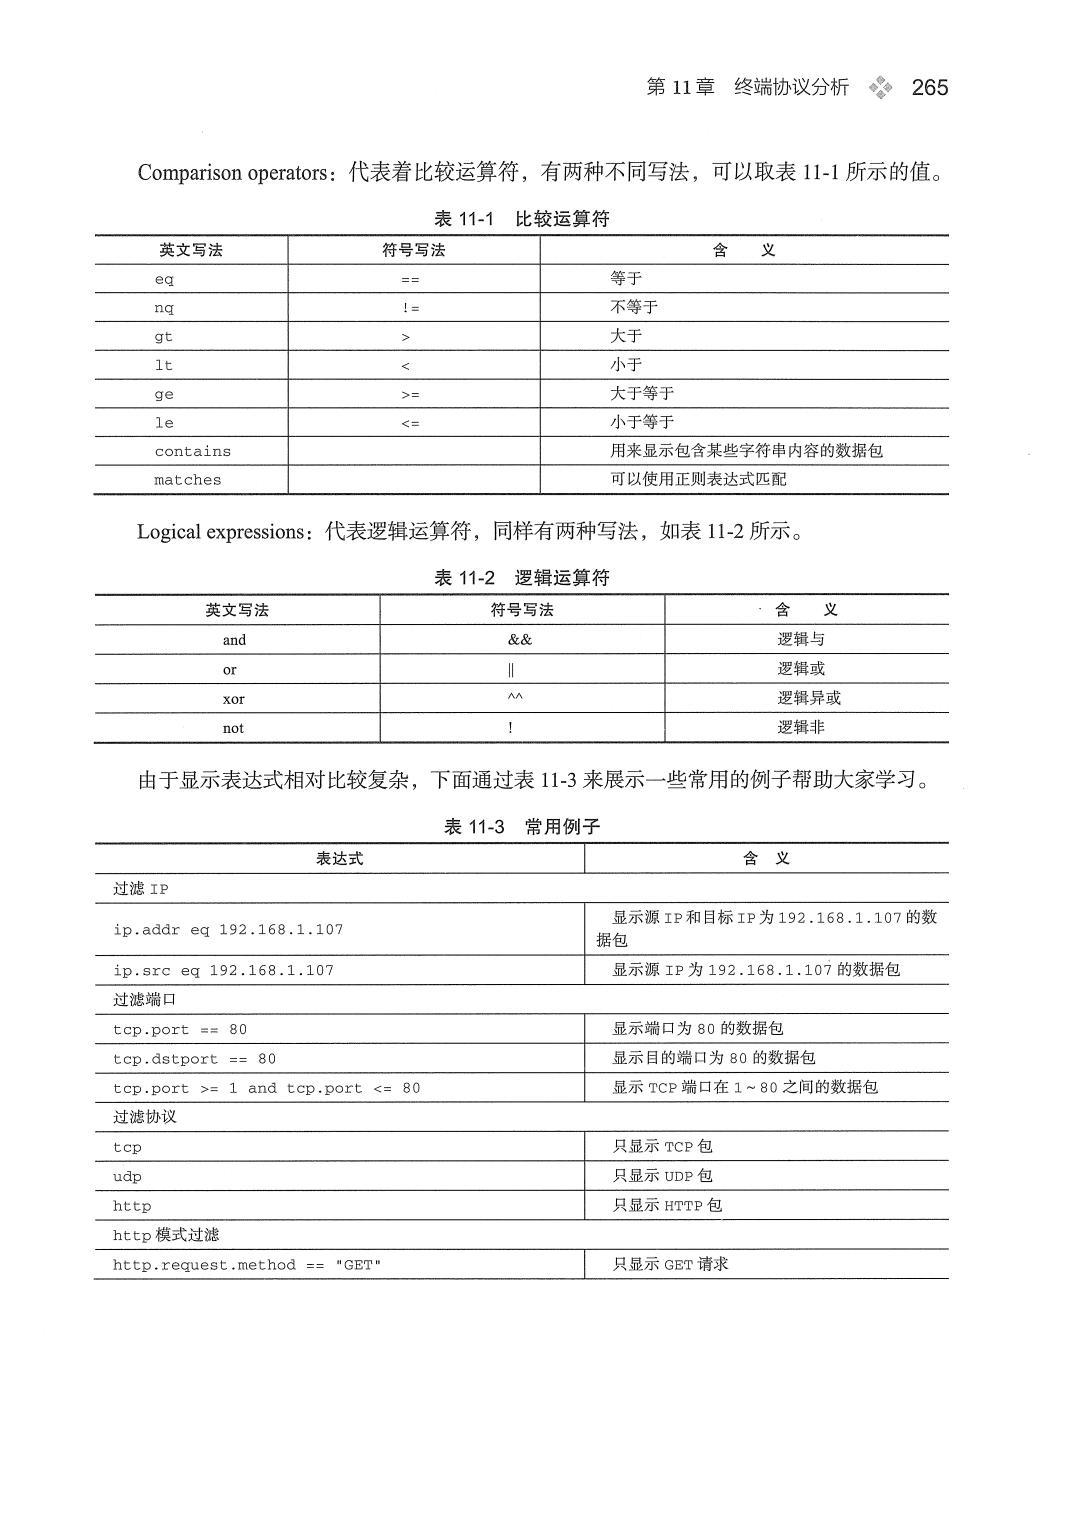 第 11 章 终端协议分析 265
Comparison operators：代表着比较运算符，有两种不同写法，可以取表 11-1 所示的值。
表 11-1 比较运算符
英文写法 符号写法 含 义
eq == 等于
nq != 不等于
gt > 大于
lt < 小于
ge >= 大于等于
le <= 小于等于
contains 用来显示包含某些字符串内容的数据包
matches 可以使用正则表达式匹配
Logical expressions：代表逻辑运算符，同样有两种写法，如表 11-2 所示。
表 11-2 逻辑运算符
英文写法 符号写法 含 义
and && 逻辑与
or || 逻辑或
xor ^^ 逻辑异或
not ! 逻辑非
由于显示表达式相对比较复杂，下面通过表 11-3 来展示一些常用的例子帮助大家学习。
表 11-3 常用例子
表达式 含 义
过滤 IP
ip.addr eq 192.168.1.107 显示源 IP 和目标 IP 为 192.168.1.107 的数
据包
ip.src eq 192.168.1.107 显示源 IP 为 192.168.1.107 的数据包
过滤端口
tcp.port == 80 显示端口为 80 的数据包
tcp.dstport == 80 显示目的端口为 80 的数据包
tcp.port >= 1 and tcp.port <= 80 显示 TCP 端口在 1 ~ 80 之间的数据包
过滤协议
tcp 只显示 TCP 包
udp 只显示 UDP 包
http 只显示 HTTP 包
http 模式过滤
http.request.method == "GET" 只显示 GET 请求